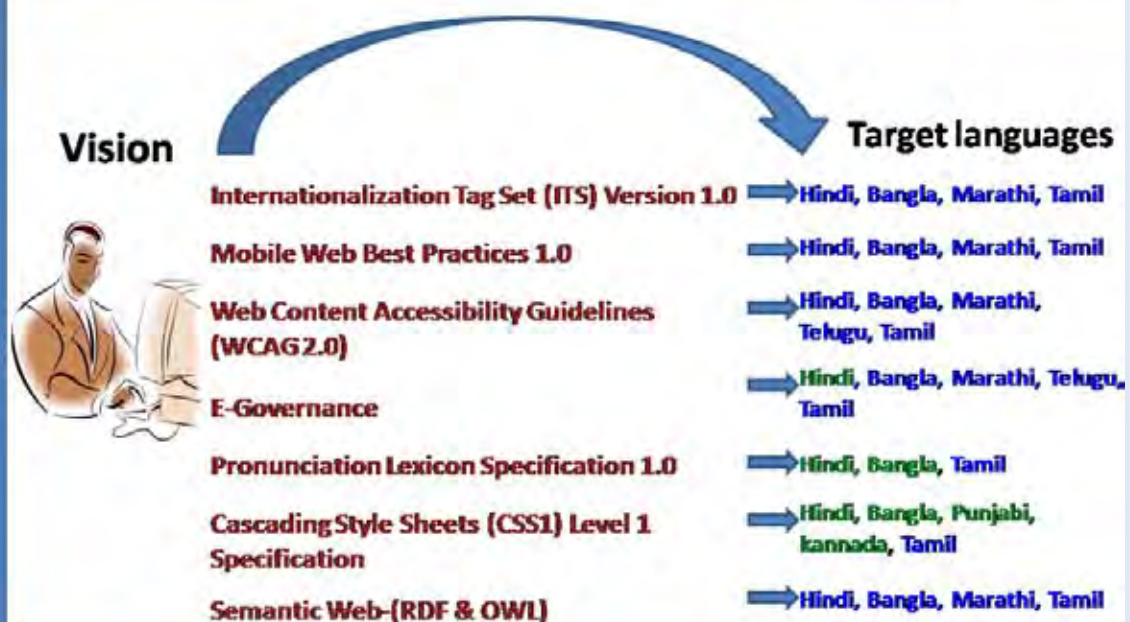 Vision
Target languages
Internationalization Tag Set (ITS) Version 1.0
Hindi, Bangla, Marathi, Tamil
Mobile Web Best Practices 1.0
Hindi, Bangla, Marathi, Tamil
Web Content Accessibility Guidelines
(WCAG 2.0)
Hindi, Bangla, Marathi,
Telugu, Tamil
E-Governance
Hindi, Bangla, Marathi, Telugu,
Tamil
Pronunciation Lexicon Specification 1.0
Hindi, Bangla, Tamil
Cascading Style Sheets (CSS1) Level 1
Specification
Hindi, Bangla, Punjabi,
kannada, Tamil
Semantic Web-(RDF & OWL)
Hindi, Bangla, Marathi, Tamil